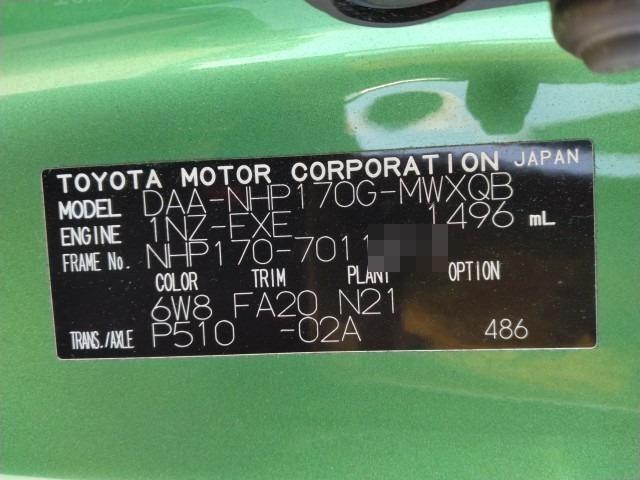 TOYOTA MOTOR CORPORATION JAPAN
MODEL DAA-NHP170G-MWXQB
ENGINE 1NZ-FXE 1496 mL
FRAME No. NHP170-7011
COLOR TRIM PLANT OPTION
6W8 FA20 N21
TRANS./AXLE P510 -02A 486